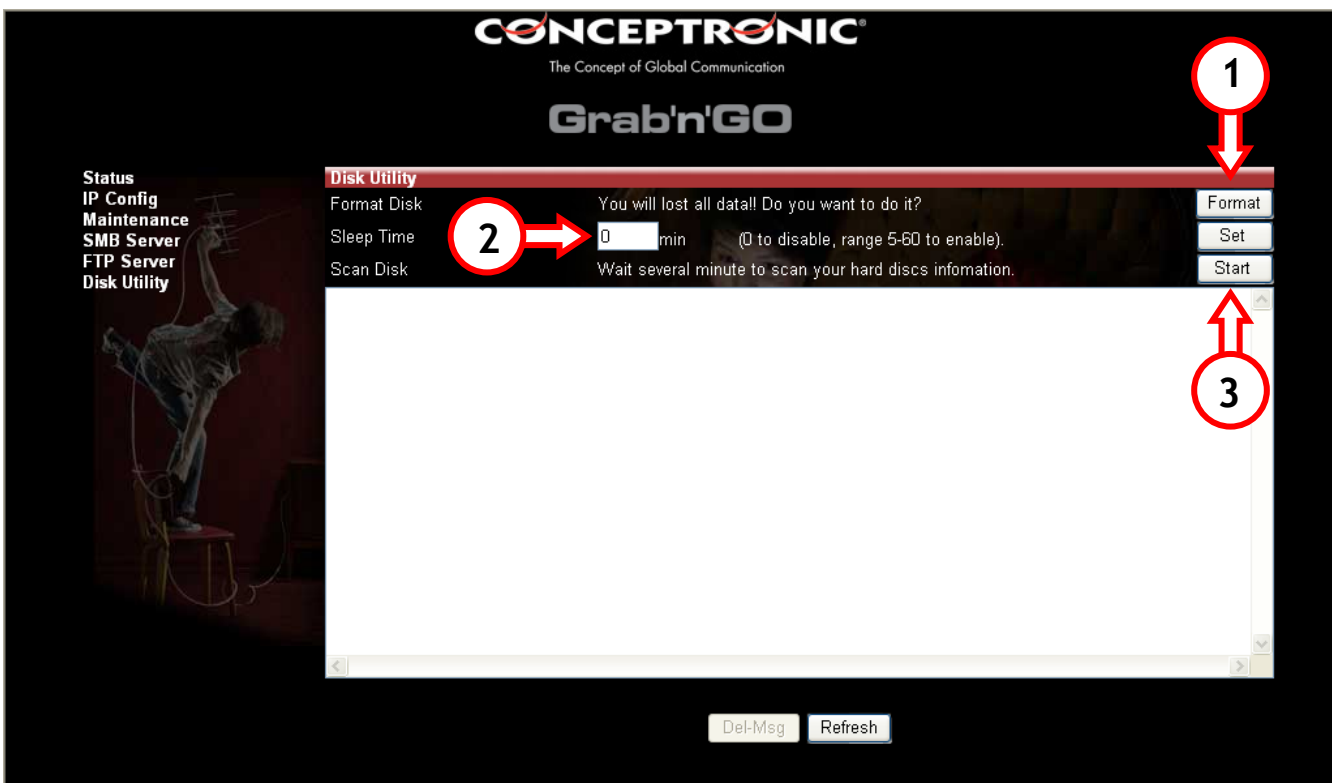 CONCEPTRONIC®
The Concept of Global Communication
Grab'n'GO
1
Status
IP Config
Maintenance
SMB Server
FTP Server
Disk Utility
Disk Utility
Format Disk You will lost all data!! Do you want to do it? Format
Sleep Time 2 0 min (0 to disable, range 5-60 to enable). Set
Scan Disk Wait several minute to scan your hard discs infomation. Start
3
Del-Msg Refresh